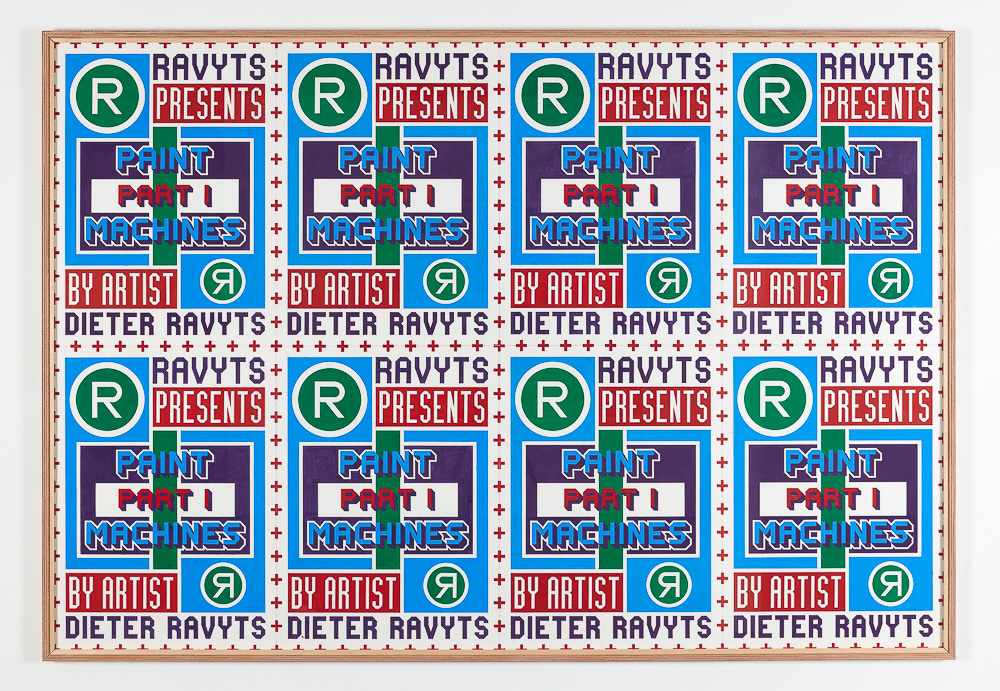 R
RAVYTS
PRESENTS
PAINT
PART I
MACHINES
BY ARTIST
Я
DIETER RAVYTS
R
RAVYTS
PRESENTS
PAINT
PART I
MACHINES
BY ARTIST
Я
DIETER RAVYTS
R
RAVYTS
PRESENTS
PAINT
PART I
MACHINES
BY ARTIST
Я
DIETER RAVYTS
R
RAVYTS
PRESENTS
PAINT
PART I
MACHINES
BY ARTIST
Я
DIETER RAVYTS
R
RAVYTS
PRESENTS
PAINT
PART I
MACHINES
BY ARTIST
Я
DIETER RAVYTS
R
RAVYTS
PRESENTS
PAINT
PART I
MACHINES
BY ARTIST
Я
DIETER RAVYTS
R
RAVYTS
PRESENTS
PAINT
PART I
MACHINES
BY ARTIST
Я
DIETER RAVYTS
R
RAVYTS
PRESENTS
PAINT
PART I
MACHINES
BY ARTIST
Я
DIETER RAVYTS